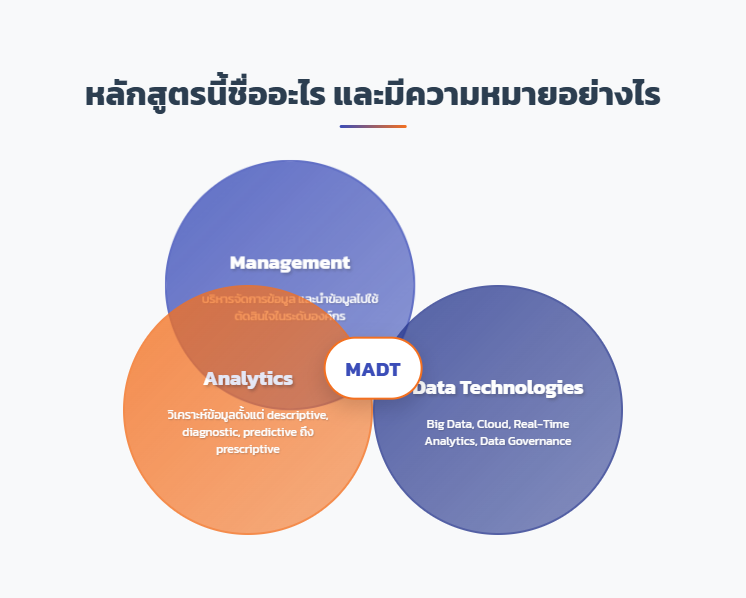 หลักสูตรนี้ชื่ออะไร และมีความหมายอย่างไร
Management
บริหารจัดการข้อมูล และนำข้อมูลไปใช้
ตัดสินใจในระดับองค์กร
MADT
Analytics
วิเคราะห์ข้อมูลตั้งแต่ descriptive,
diagnostic, predictive ถึง
prescriptive
Data Technologies
Big Data, Cloud, Real-Time
Analytics, Data Governance